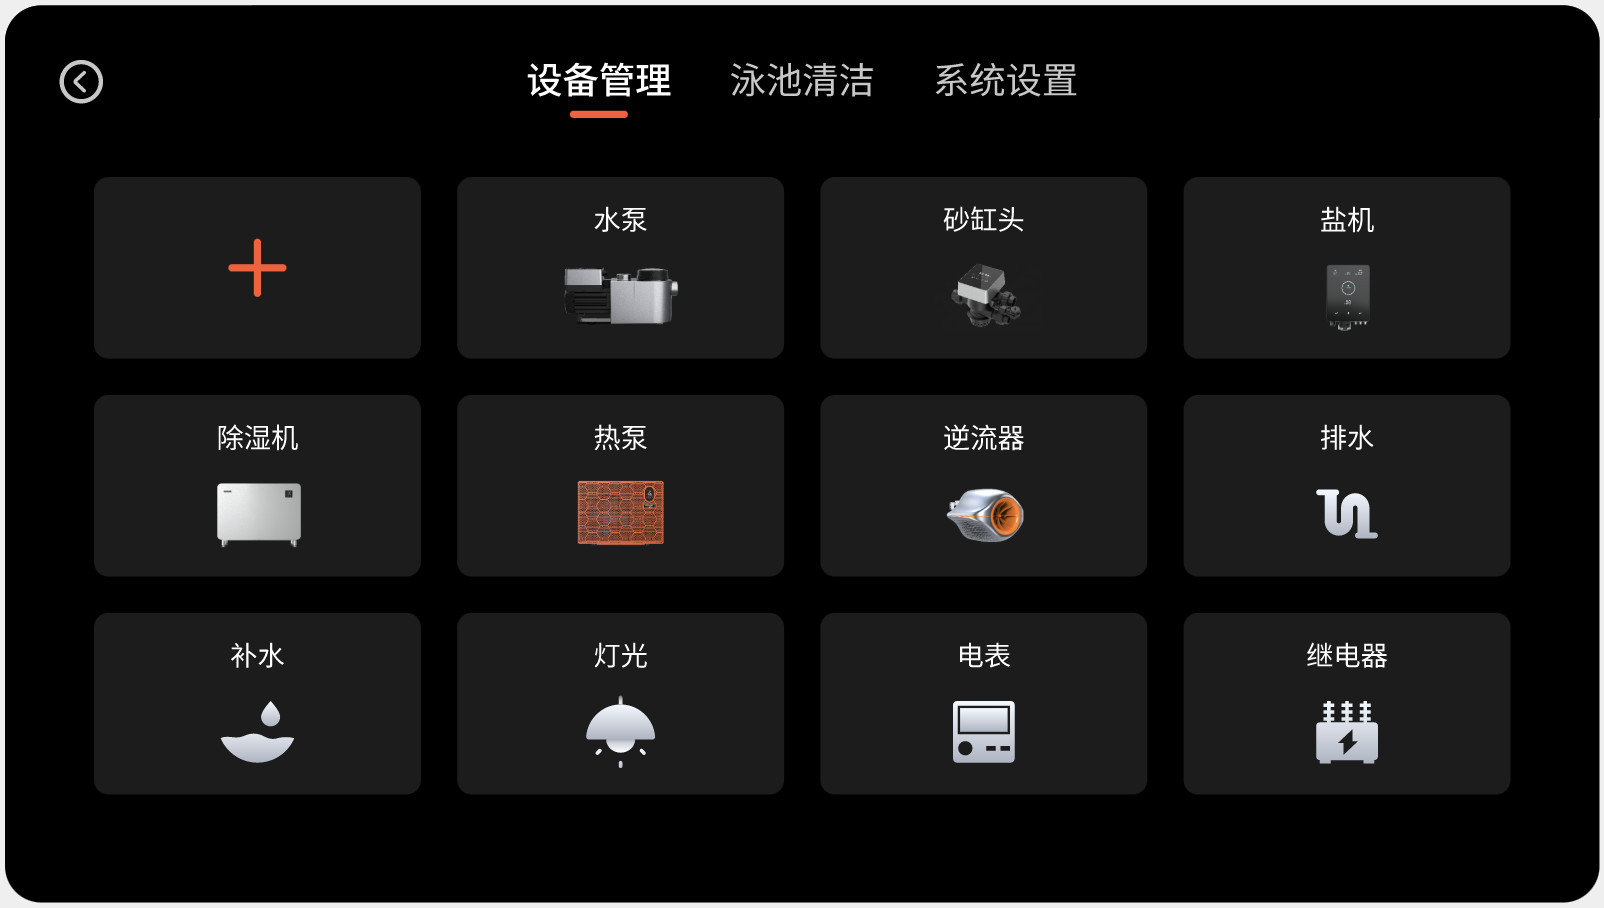 设备管理
泳池清洁
系统设置
水泵
砂缸头
盐机
除湿机
热泵
逆流器
排水
补水
灯光
电表
继电器